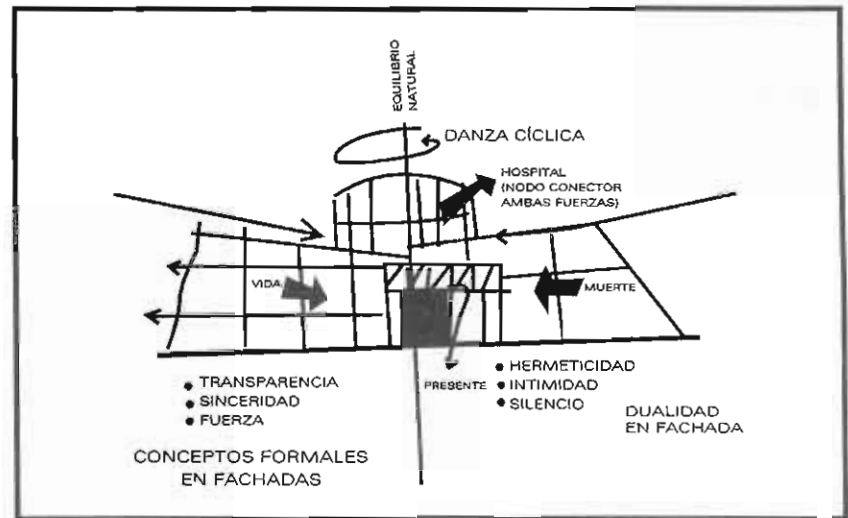 EQUILIBRIO
NATURAL
DANZA CÍCLICA
HOSPITAL
(NODO CONECTOR
AMBAS FUERZAS)
VIDA
MUERTE
PRESENTE
• TRANSPARENCIA
• SINCERIDAD
• FUERZA
• HERMETICIDAD
• INTIMIDAD
• SILENCIO
DUALIDAD
EN FACHADA
CONCEPTOS FORMALES
EN FACHADAS